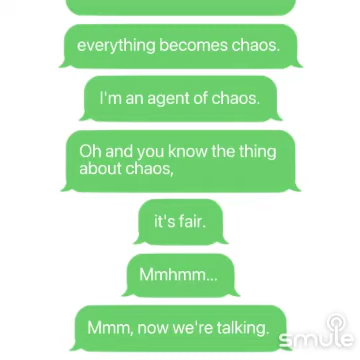 everything becomes chaos.
I'm an agent of chaos.
Oh and you know the thing
about chaos,
it's fair.
Mmhmm...
Mmm, now we're talking.
smule